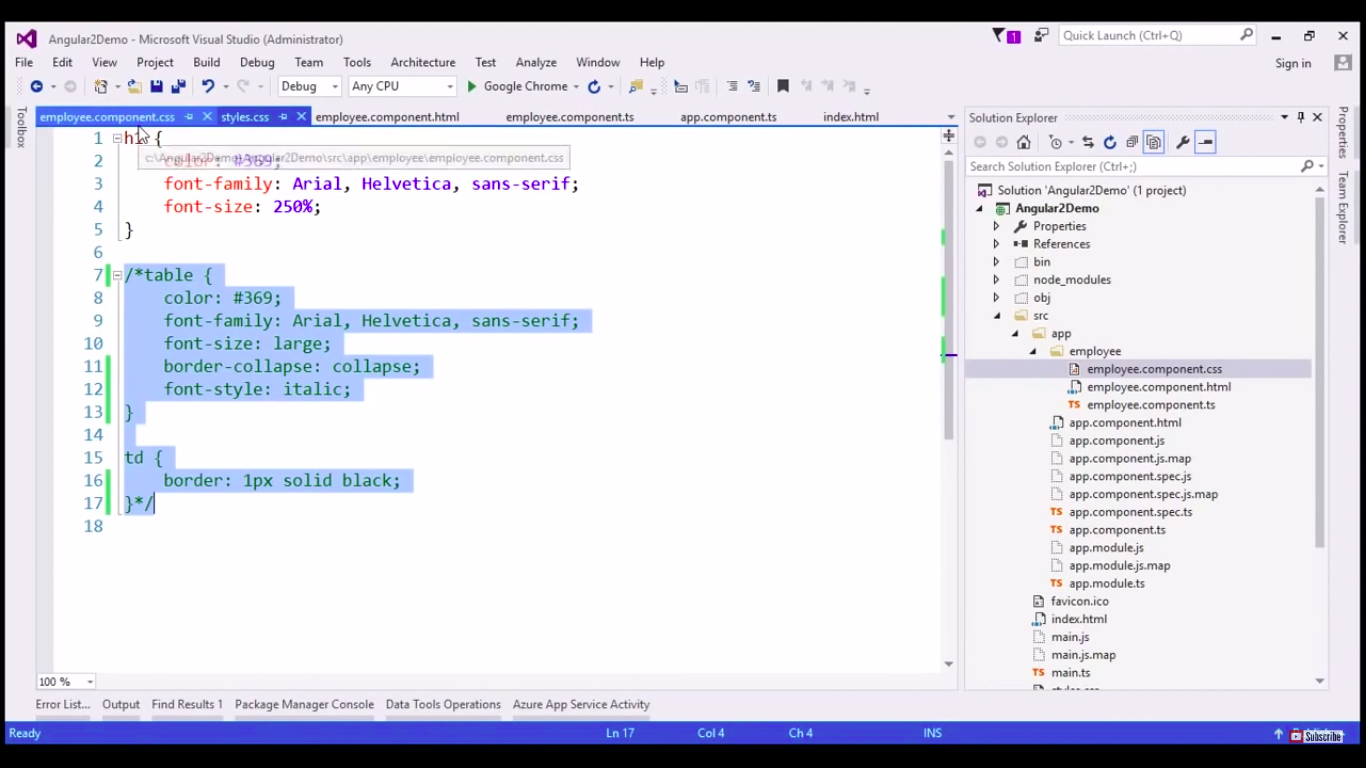 Angular2Demo - Microsoft Visual Studio (Administrator)
1
Quick Launch (Ctrl+Q)
File Edit View Project Build Debug Team Tools Architecture Test Analyze Window Help
Sign in
Debug Any CPU Google Chrome
Toolbox
employee.component.css styles.css employee.component.html employee.component.ts app.component.ts index.html
1 h1 {
2 color: #369;
c:\Angular2Demo\Angular2Demo\src\app\employee\employee.component.css
3 font-family: Arial, Helvetica, sans-serif;
4 font-size: 250%;
5 }
6
7 /*table {
8 color: #369;
9 font-family: Arial, Helvetica, sans-serif;
10 font-size: large;
11 border-collapse: collapse;
12 font-style: italic;
13 }
14
15 td {
16 border: 1px solid black;
17 }*/
18
100 %
Solution Explorer
Search Solution Explorer (Ctrl+;)
Solution 'Angular2Demo' (1 project)
Angular2Demo
Properties
References
bin
node_modules
obj
src
app
employee
employee.component.css
employee.component.html
TS employee.component.ts
app.component.html
app.component.js
app.component.js.map
app.component.spec.js
app.component.spec.js.map
TS app.component.spec.ts
TS app.component.ts
app.module.js
app.module.js.map
TS app.module.ts
favicon.ico
index.html
main.js
main.js.map
TS main.ts
Properties
Team Explorer
Error List... Output Find Results 1 Package Manager Console Data Tools Operations Azure App Service Activity
Ready Ln 17 Col 4 Ch 4 INS
Subscribe